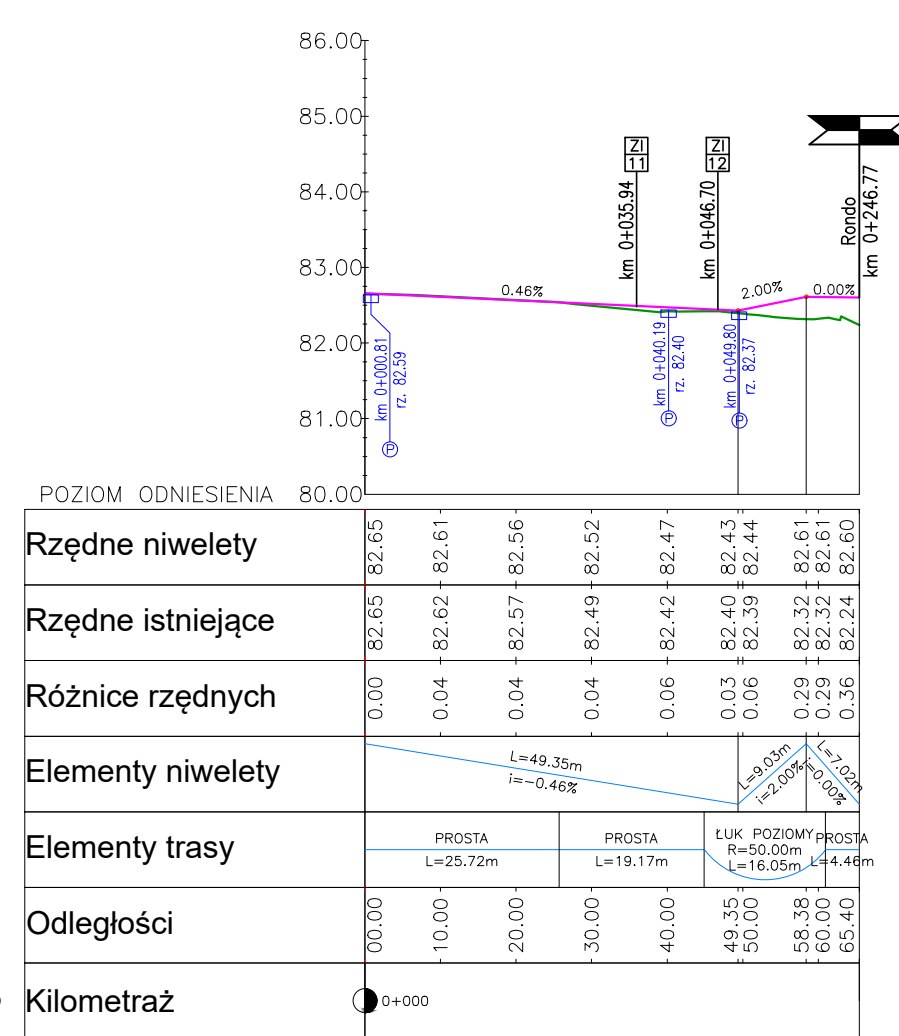 86.00
85.00
84.00
83.00
82.00
81.00
80.00
ZI
11
km 0+035.94
ZI
12
km 0+046.70
Rondo
km 0+246.77
0.46%
2.00%
0.00%
km 0+000.81
rz. 82.59
P
km 0+040.19
rz. 82.40
P
km 0+049.80
rz. 82.37
P
POZIOM ODNIESIENIA
Rzędne niwelety
82.65 82.61 82.56 82.52 82.47 82.43 82.44 82.61 82.61 82.60
Rzędne istniejące
82.65 82.62 82.57 82.49 82.42 82.40 82.39 82.32 82.32 82.24
Różnice rzędnych
0.00 0.04 0.04 0.04 0.06 0.03 0.06 0.29 0.29 0.36
Elementy niwelety
L=49.35m
i=-0.46%
L=9.03m
i=2.00%
L=7.02m
i=0.00%
Elementy trasy
PROSTA
L=25.72m
PROSTA
L=19.17m
ŁUK POZIOMY
R=50.00m
L=16.05m
PROSTA
L=4.46m
Odległości
00.00 10.00 20.00 30.00 40.00 49.35 50.00 58.38 60.00 65.40
Kilometraż
0+000